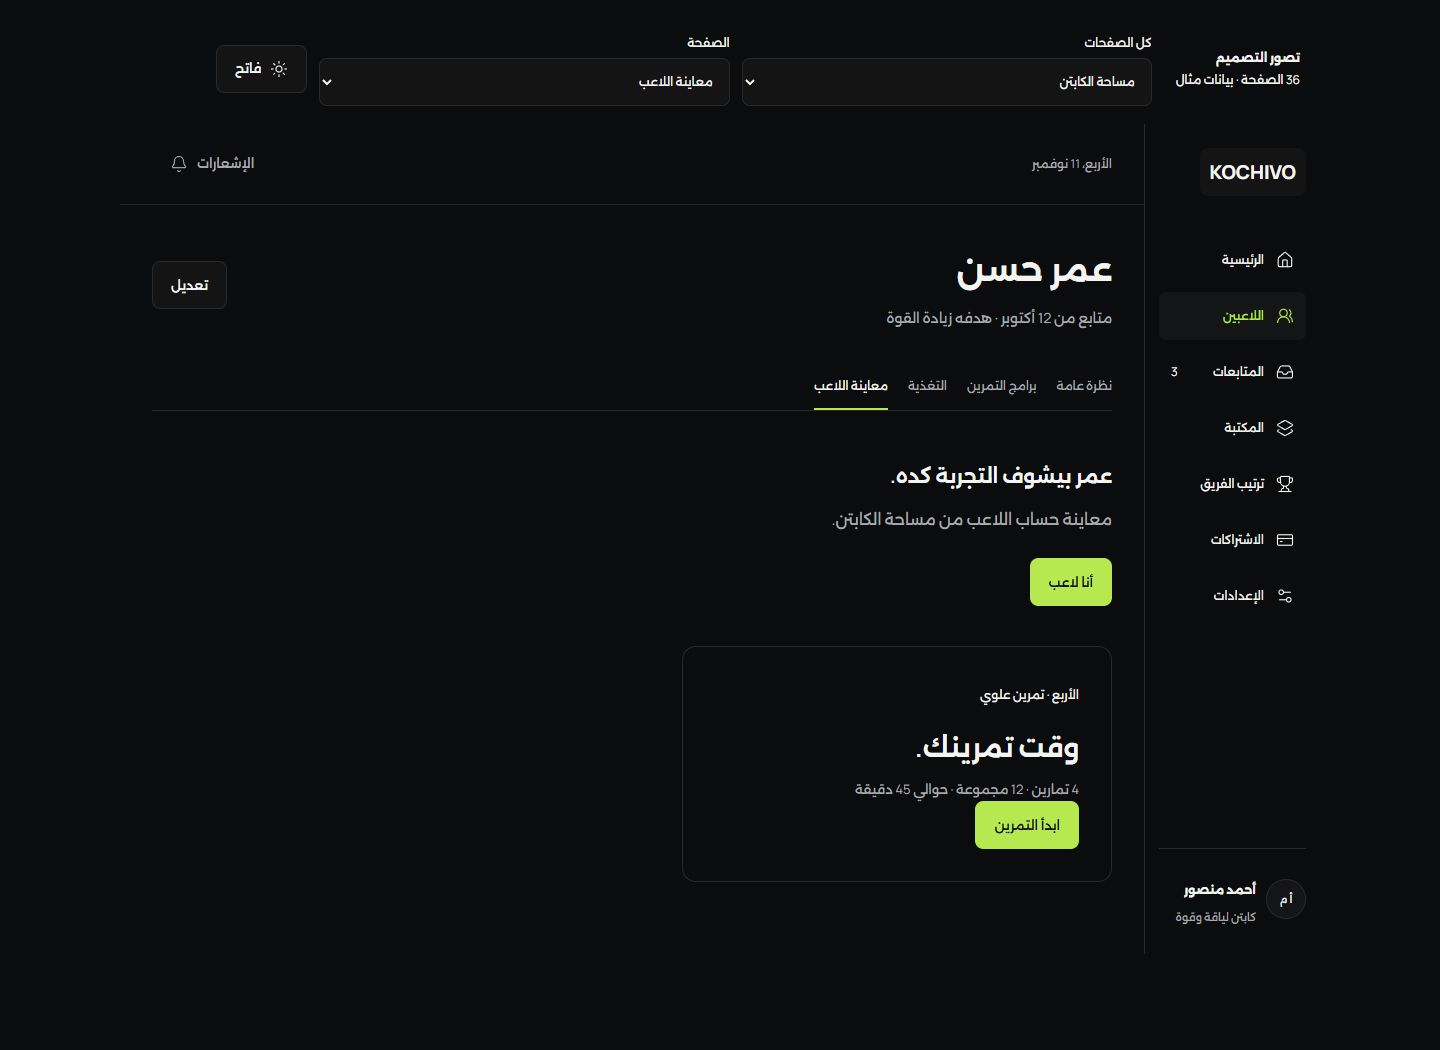 تصور التصميم
36 الصفحة · بيانات مثال
كل الصفحات
مساحة الكابتن
الصفحة
معاينة اللاعب
فاتح
KOCHIVO
الرئيسية
اللاعبين
المتابعات 3
المكتبة
ترتيب الفريق
الاشتراكات
الإعدادات
أ م
أحمد منصور
كابتن لياقة وقوة
الأربع، 11 نوفمبر
الإشعارات
عمر حسن
متابع من 12 أكتوبر · هدفه زيادة القوة
تعديل
نظرة عامة
برامج التمرين
التغذية
معاينة اللاعب
عمر بيشوف التجربة كده.
معاينة حساب اللاعب من مساحة الكابتن.
أنا لاعب
الأربع · تمرين علوي
وقت تمرينك.
4 تمارين · 12 مجموعة · حوالي 45 دقيقة
ابدأ التمرين